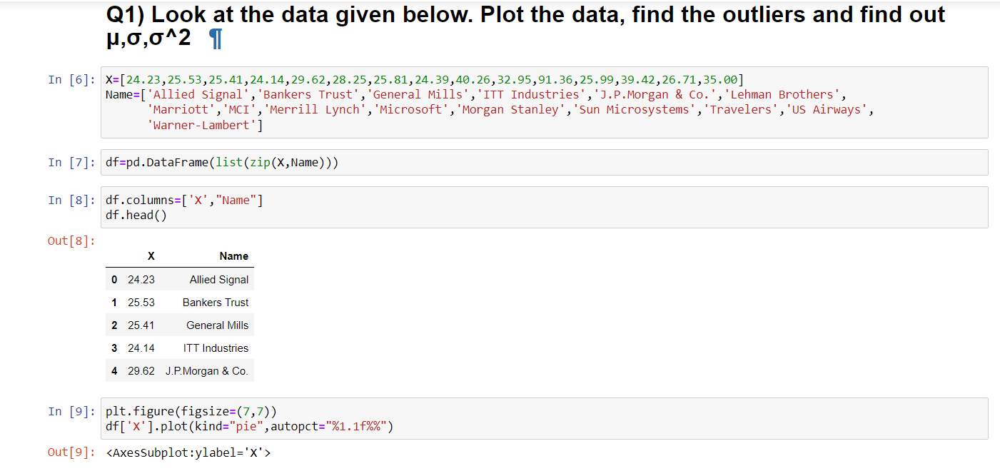 Q1) Look at the data given below. Plot the data, find the outliers and find out
μ,σ,σ^2 ¶
In [6]: X=[24.23,25.53,25.41,24.14,29.62,28.25,25.81,24.39,40.26,32.95,91.36,25.99,39.42,26.71,35.00]
Name=['Allied Signal','Bankers Trust','General Mills','ITT Industries','J.P.Morgan & Co.','Lehman Brothers',
'Marriott','MCI','Merrill Lynch','Microsoft','Morgan Stanley','Sun Microsystems','Travelers','US Airways',
'Warner-Lambert']
In [7]: df=pd.DataFrame(list(zip(X,Name)))
In [8]: df.columns=['X',"Name"]
df.head()
Out[8]:
X Name
0 24.23 Allied Signal
1 25.53 Bankers Trust
2 25.41 General Mills
3 24.14 ITT Industries
4 29.62 J.P.Morgan & Co.
In [9]: plt.figure(figsize=(7,7))
df['X'].plot(kind="pie",autopct="%1.1f%%")
Out[9]: <AxesSubplot:ylabel='X'>